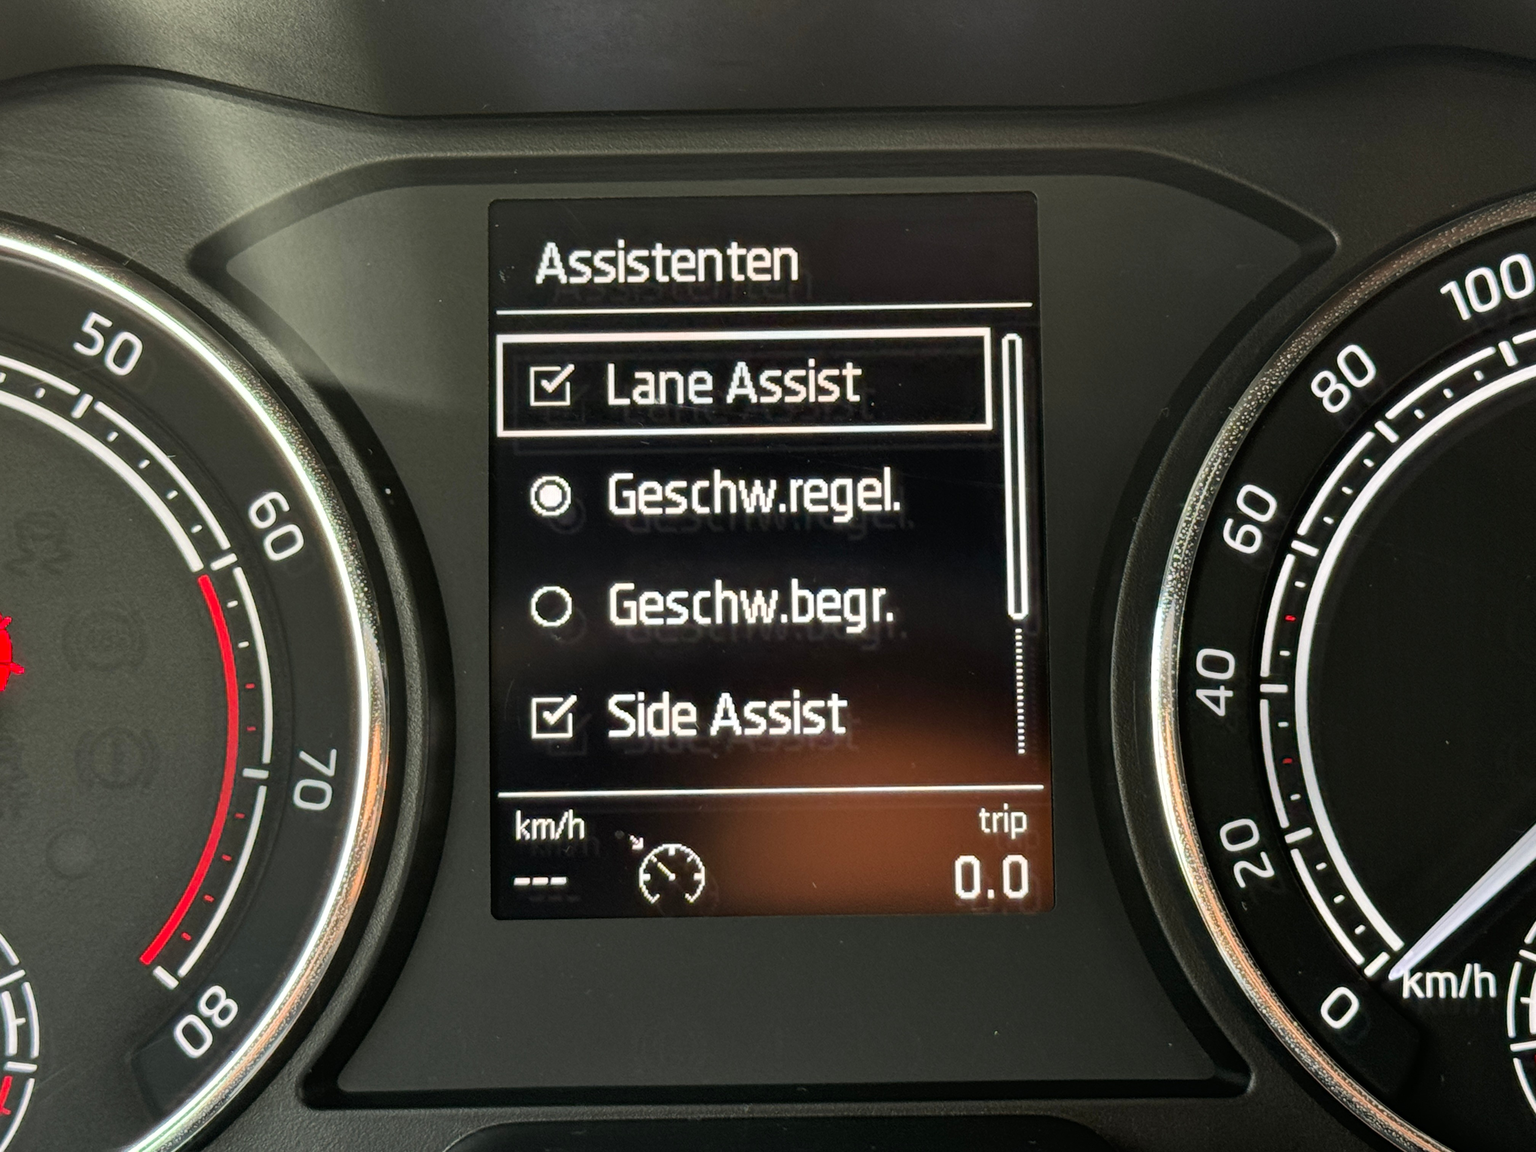 Assistenten
Lane Assist
Geschw.regel.
Geschw.begr.
Side Assist
km/h
trip
---
0.0
50
60
70
80
100
80
60
40
20
0
km/h